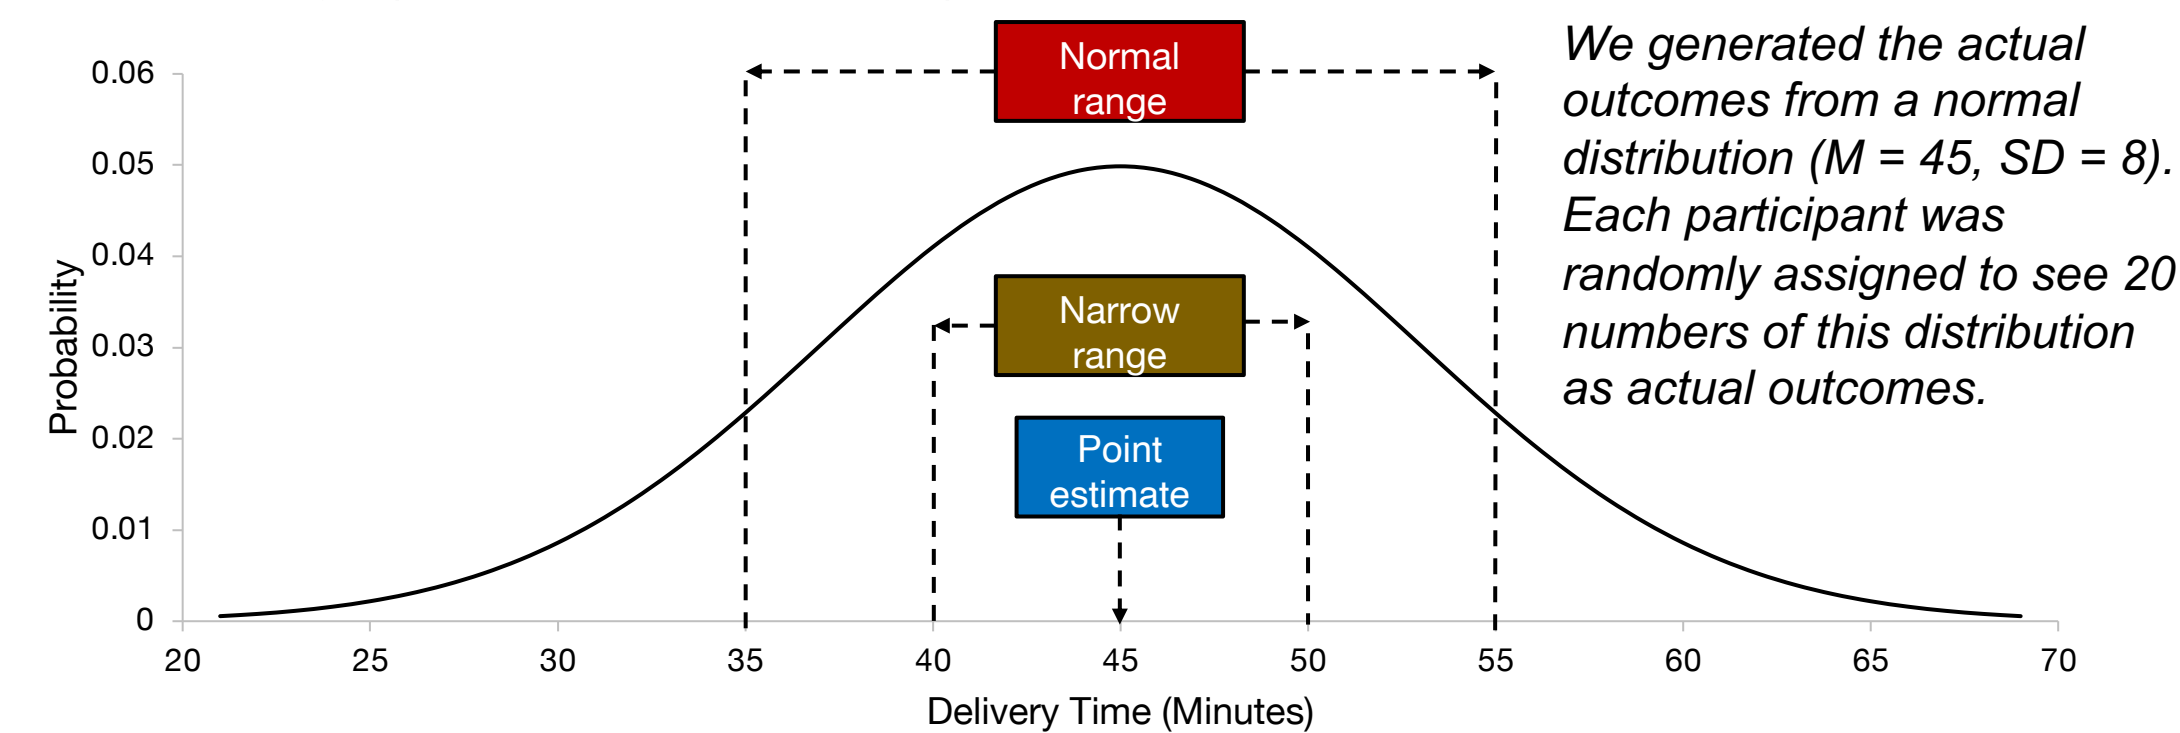 Normal
range
We generated the actual
outcomes from a normal
distribution (M = 45, SD = 8).
Each participant was
randomly assigned to see 20
numbers of this distribution
as actual outcomes.
0.06
0.05
0.04
0.03
0.02
0.01
0
Probability
Narrow
range
Point
estimate
20 25 30 35 40 45 50 55 60 65 70
Delivery Time (Minutes)